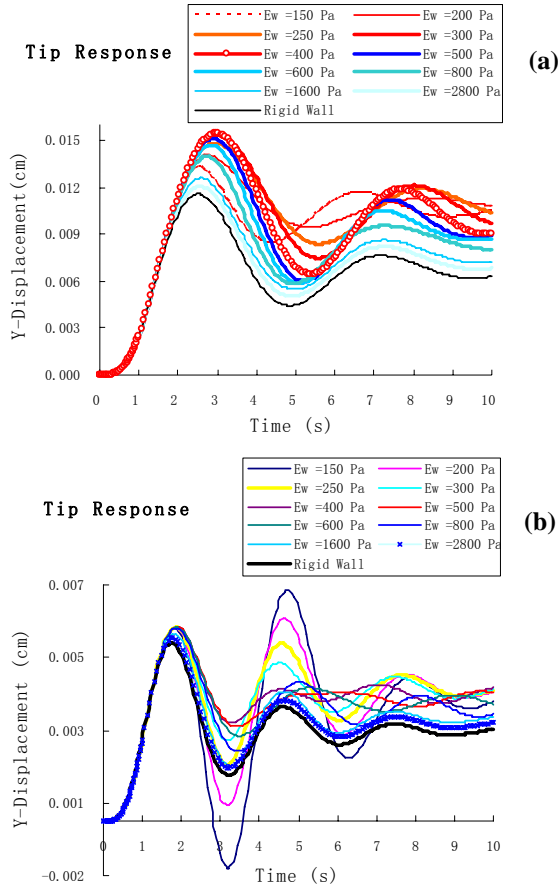 Tip Response
(a)
Ew =150 Pa Ew =200 Pa
Ew =250 Pa Ew =300 Pa
Ew =400 Pa Ew =500 Pa
Ew =600 Pa Ew =800 Pa
Ew =1600 Pa Ew =2800 Pa
Rigid Wall
Y-Displacement(cm)
0.015
0.012
0.009
0.006
0.003
0.000
0 1 2 3 4 5 6 7 8 9 10
Time (s)
Tip Response
(b)
Ew =150 Pa Ew =200 Pa
Ew =250 Pa Ew =300 Pa
Ew =400 Pa Ew =500 Pa
Ew =600 Pa Ew =800 Pa
Ew =1600 Pa Ew =2800 Pa
Rigid Wall
Y-Displacement (cm)
0.007
0.005
0.003
0.001
-0.002
0 1 2 3 4 5 6 7 8 9 10
Time (s)